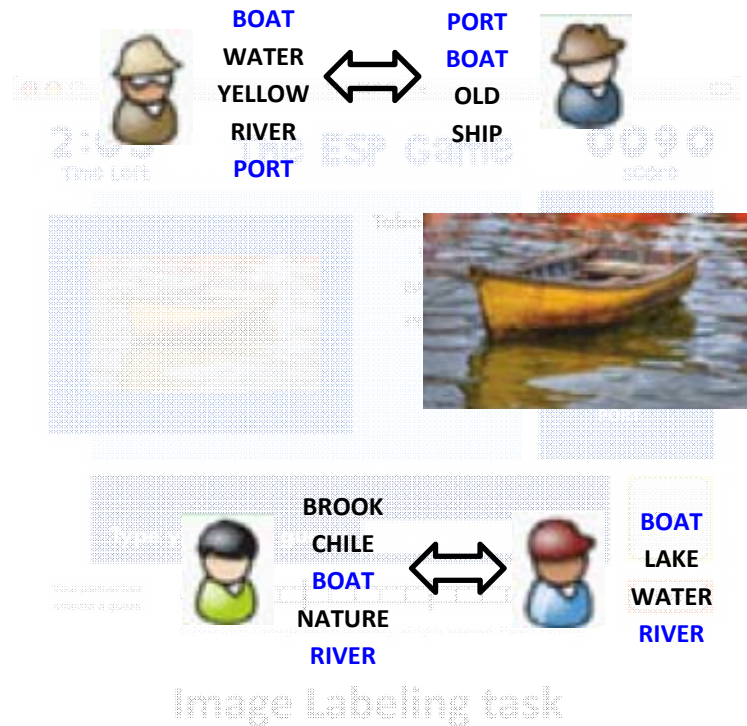 BOAT
WATER
YELLOW
RIVER
PORT
PORT
BOAT
OLD
SHIP
The ESP Game
0090
Time Left
score
BROOK
CHILE
BOAT
NATURE
RIVER
BOAT
LAKE
WATER
RIVER
Image Labeling task